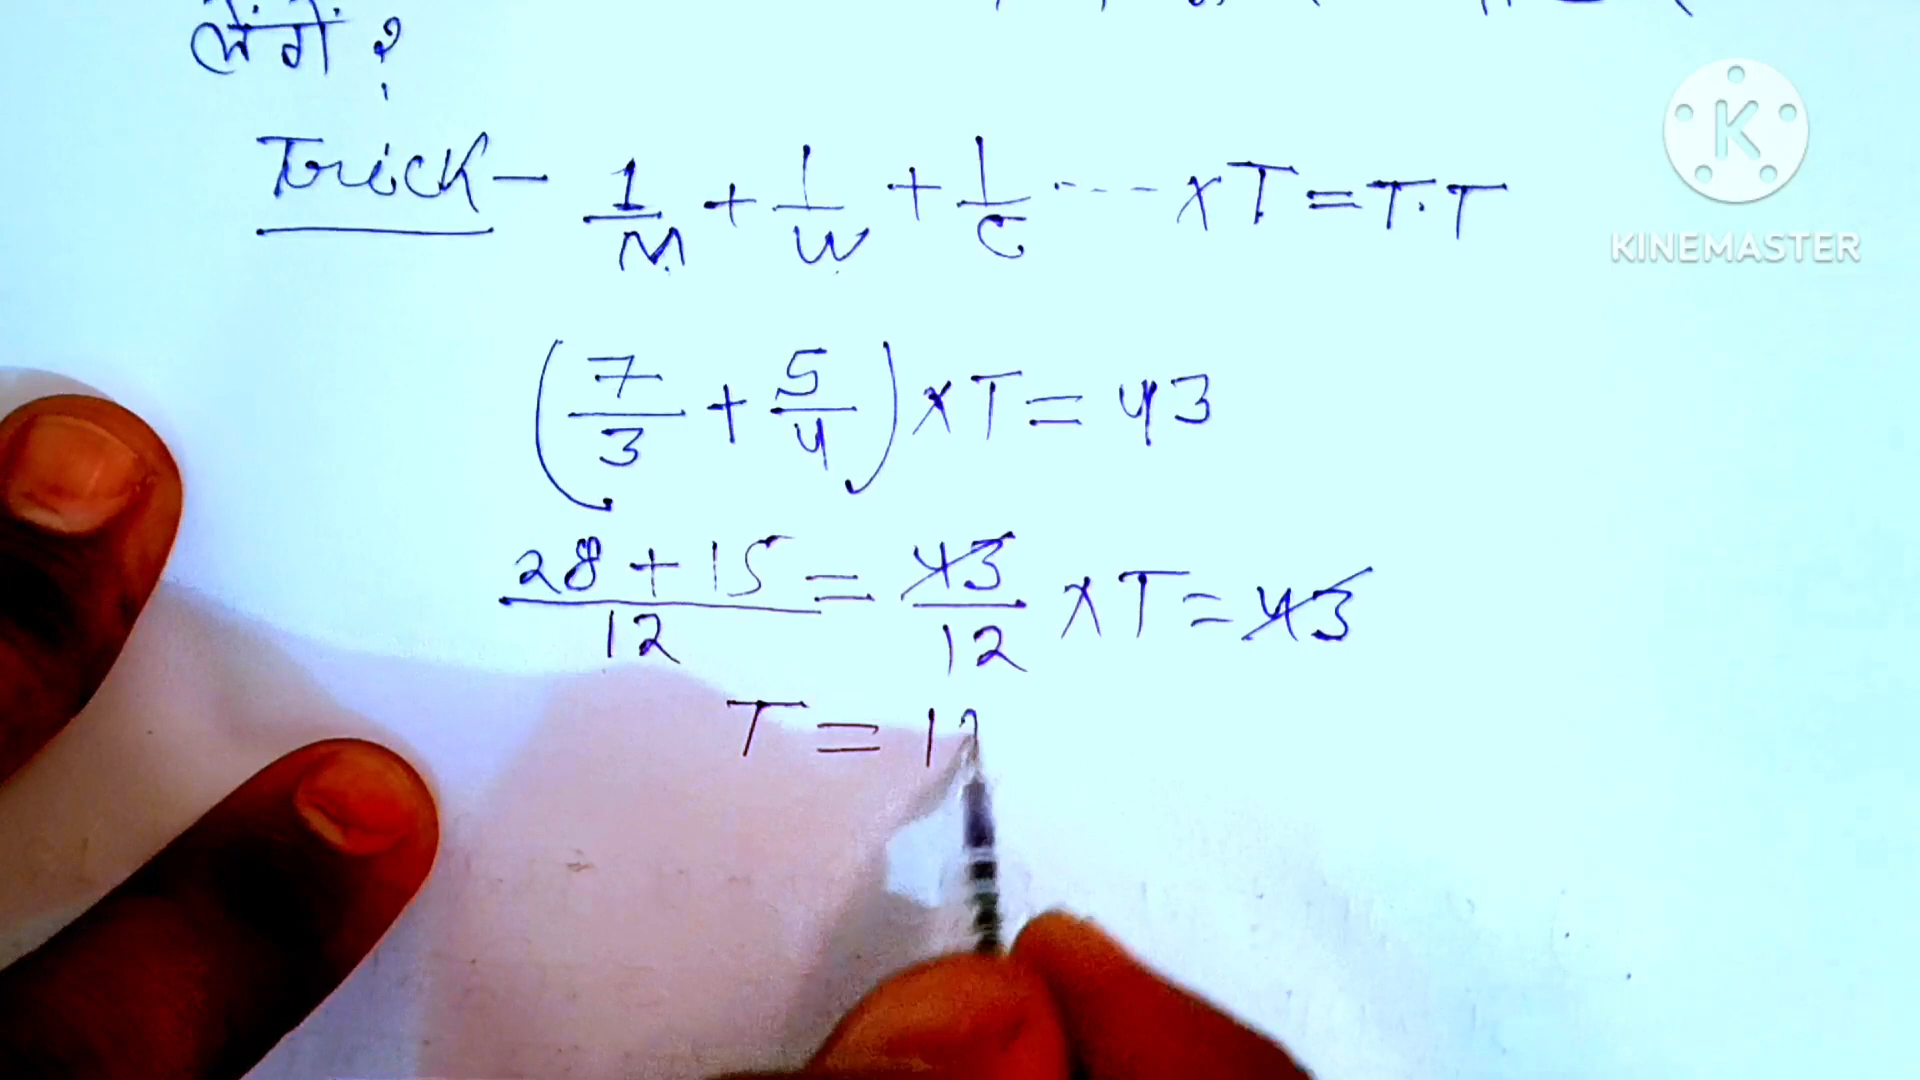 लेंगें ?
Trick - 1/M + 1/W + 1/C --- × T = T.T
(7/3 + 5/4) × T = 43
28 + 15/12 = 43/12 × T = 43
T = 12
K
KINEMASTER